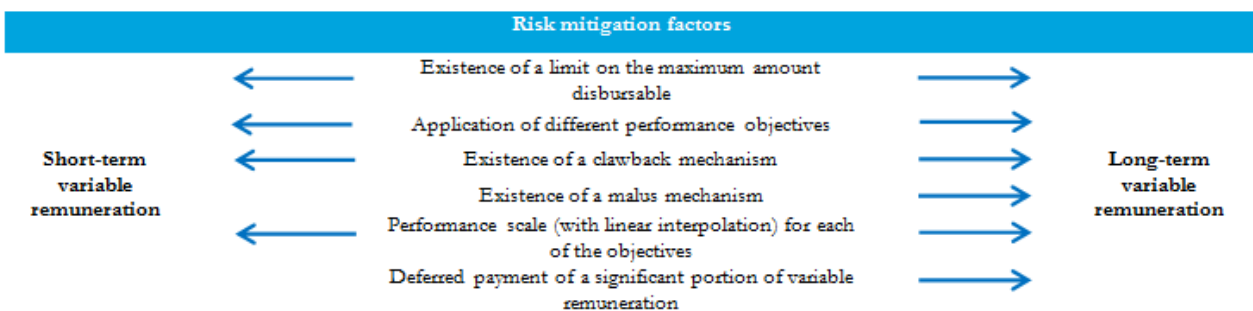 Risk mitigation factors
Existence of a limit on the maximum amount
disbursable
Application of different performance objectives
Short-term
variable
remuneration
Existence of a clawback mechanism
Existence of a malus mechanism
Performance scale (with linear interpolation) for each
of the objectives
Deferred payment of a significant portion of variable
remuneration
Long-term
variable
remuneration